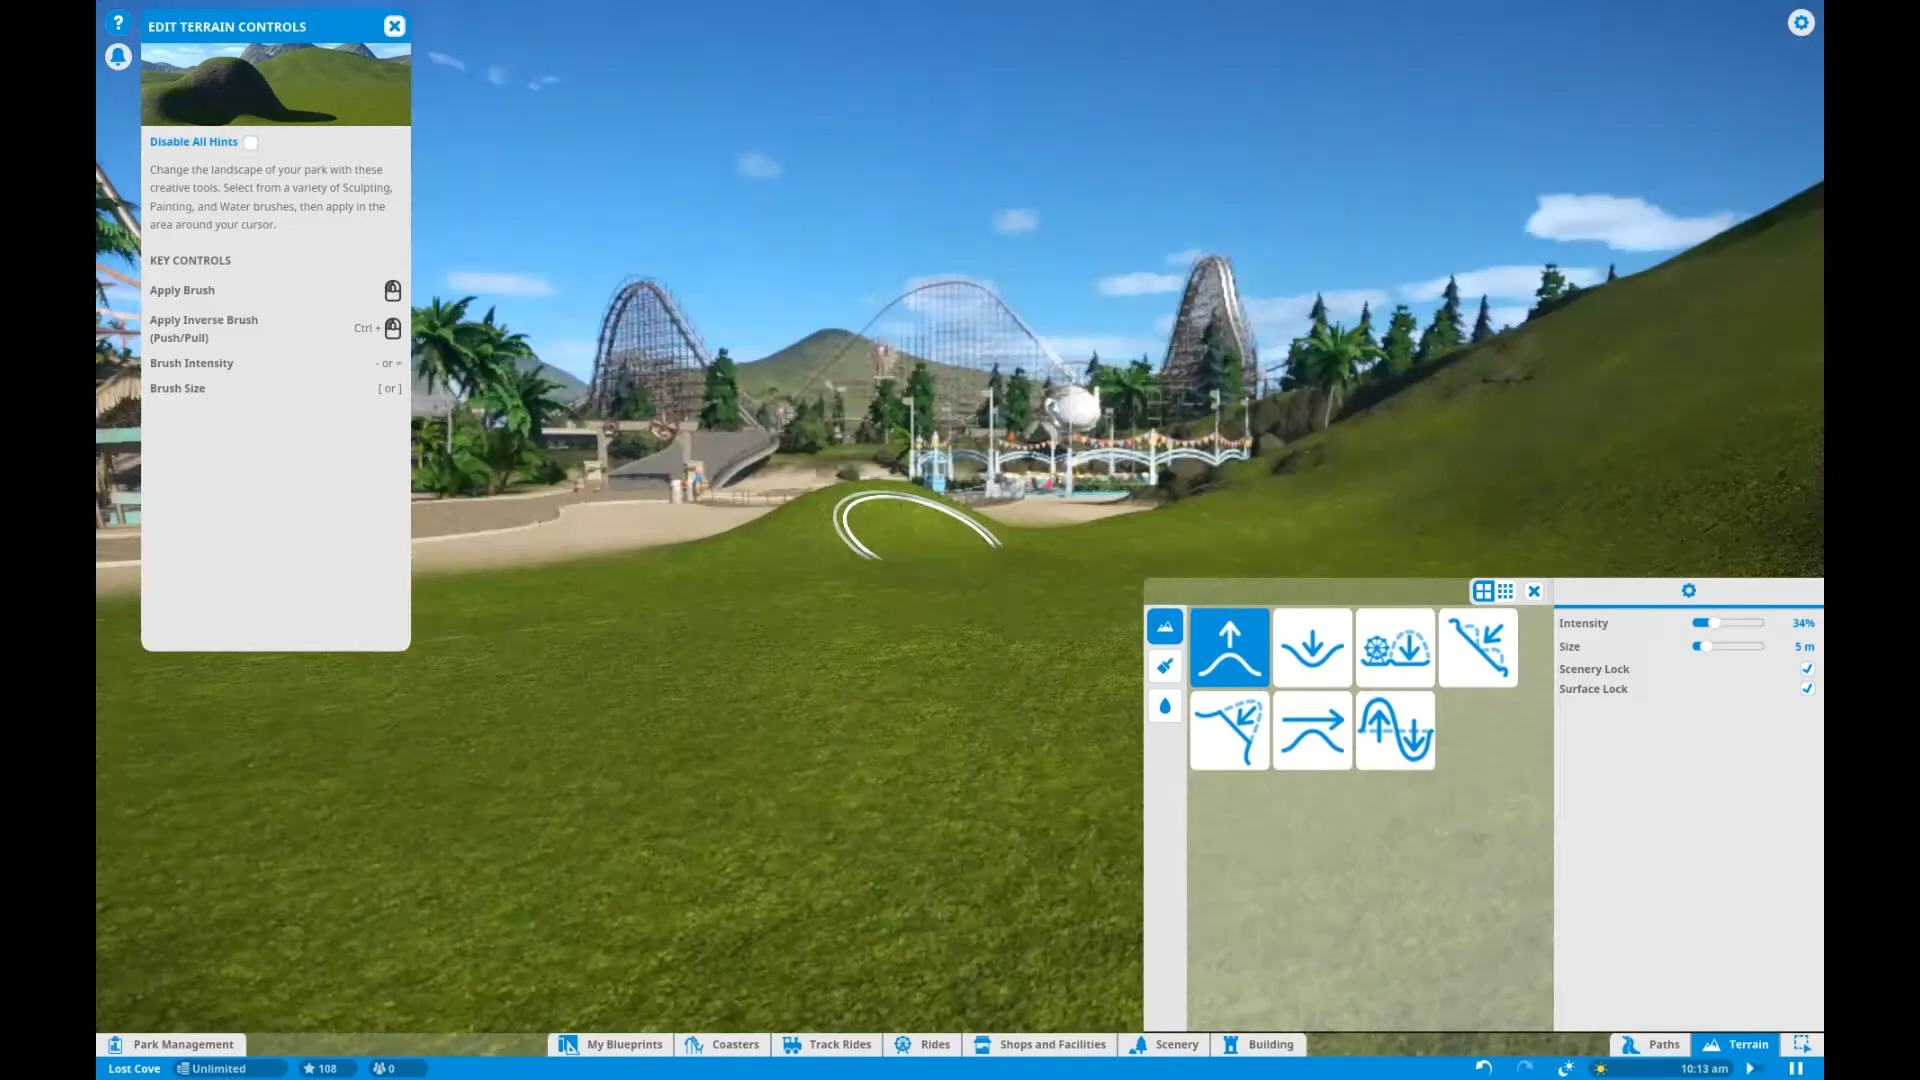 ?
EDIT TERRAIN CONTROLS
Disable All Hints
Change the landscape of your park with these
creative tools. Select from a variety of Sculpting,
Painting, and Water brushes, then apply in the
area around your cursor.
KEY CONTROLS
Apply Brush
Apply Inverse Brush
(Push/Pull)
Ctrl +
Brush Intensity
- or =
Brush Size
[ or ]
Intensity
34%
Size
5 m
Scenery Lock
Surface Lock
Park Management
My Blueprints
Coasters
Track Rides
Rides
Shops and Facilities
Scenery
Building
Paths
Terrain
Lost Cove
Unlimited
108
0
10:13 am